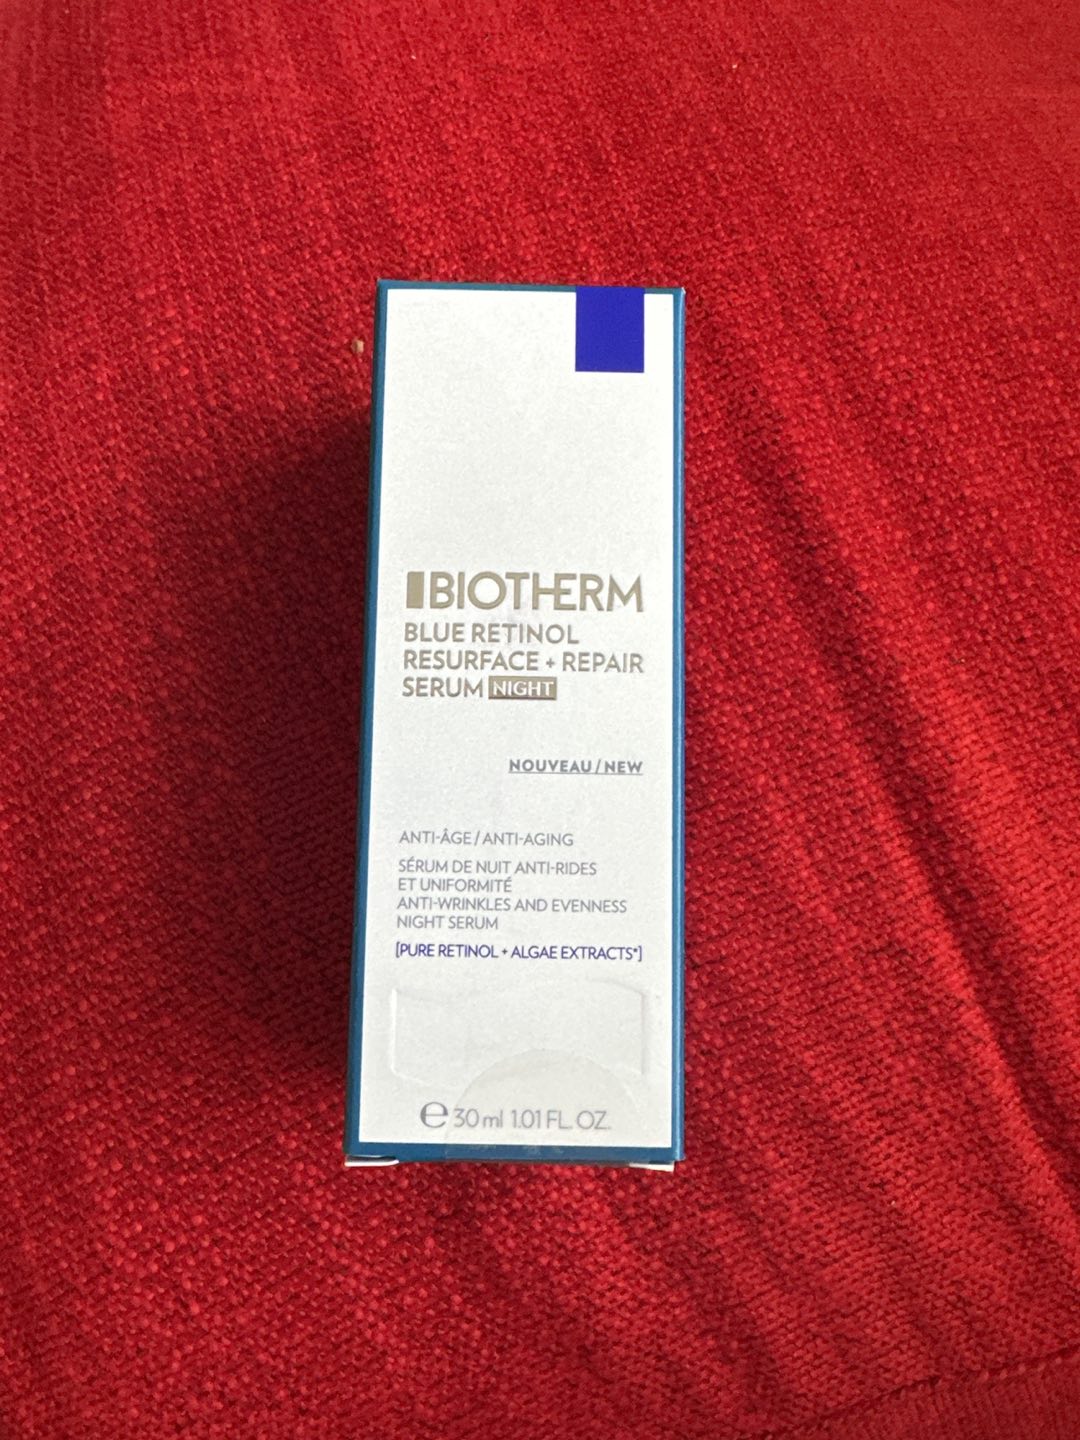 BIOTHERM
BLUE RETINOL
RESURFACE + REPAIR
SERUM NIGHT
NOUVEAU / NEW
ANTI-ÂGE / ANTI-AGING
SÉRUM DE NUIT ANTI-RIDES
ET UNIFORMITÉ
ANTI-WRINKLES AND EVENNESS
NIGHT SERUM
[PURE RETINOL + ALGAE EXTRACTS*]
℮ 30 ml 1.01 FL. OZ.